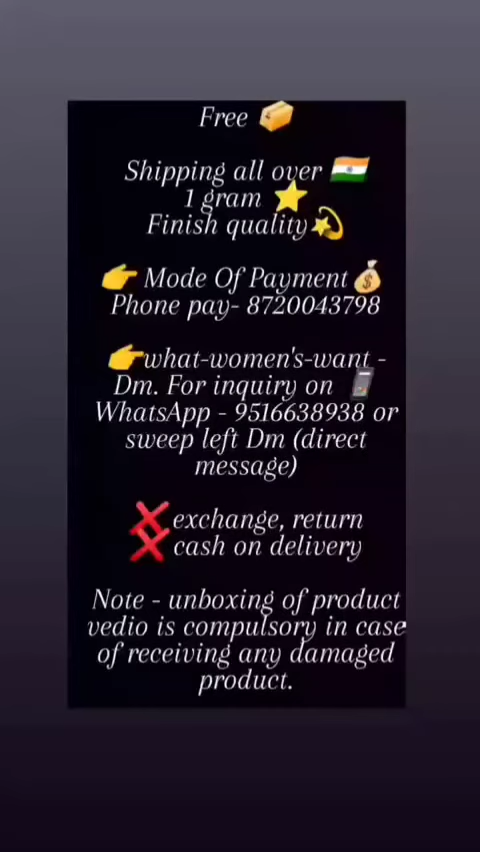 Free 📦
Shipping all over 🇮🇳
1 gram ⭐
Finish quality💫
👉 Mode Of Payment💰
Phone pay- 8720043798
👉what-women's-want -
Dm. For inquiry on 📱
WhatsApp - 9516638938 or
sweep left Dm (direct
message)
❌exchange, return
❌cash on delivery
Note - unboxing of product
vedio is compulsory in case
of receiving any damaged
product.